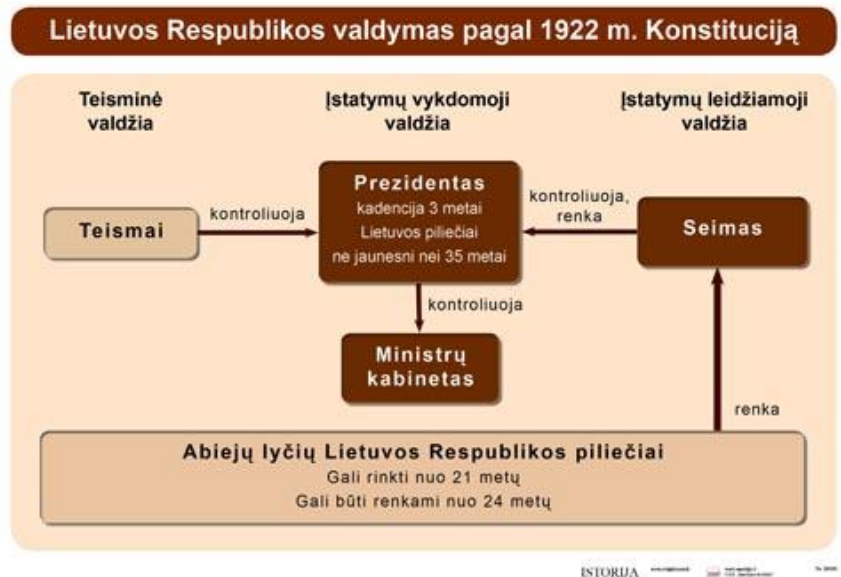 Lietuvos Respublikos valdymas pagal 1922 m. Konstituciją
Teisminė
valdžia
Įstatymų vykdomoji
valdžia
Įstatymų leidžiamoji
valdžia
Teismai
kontroliuoja
Prezidentas
kadencija 3 metai
Lietuvos piliečiai
ne jaunesni nei 35 metai
kontroliuoja,
renka
Seimas
kontroliuoja
Ministrų
kabinetas
renka
Abiejų lyčių Lietuvos Respublikos piliečiai
Gali rinkti nuo 21 metų
Gali būti renkami nuo 24 metų
ISTORIJA